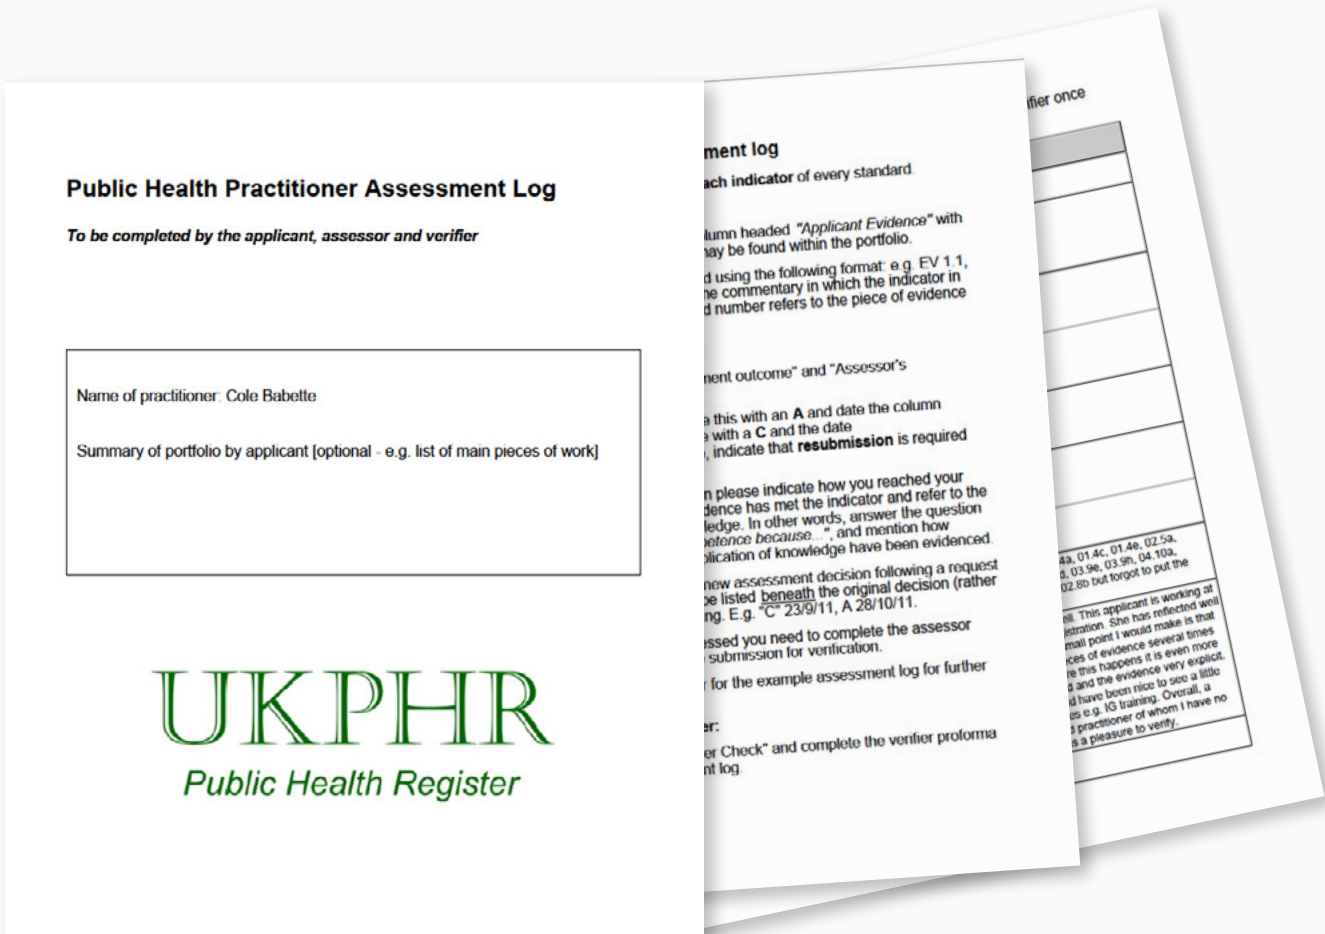 Public Health Practitioner Assessment Log
To be completed by the applicant, assessor and verifier
Name of practitioner: Cole Babette
Summary of portfolio by applicant [optional - e.g. list of main pieces of work]
UKPHR
Public Health Register
ment log
ach indicator of every standard.
lumn headed "Applicant Evidence" with
nay be found within the portfolio.
d using the following format: e.g. EV 1.1,
ne commentary in which the indicator in
d number refers to the piece of evidence
nent outcome" and "Assessor's
e this with an A and date the column
e with a C and the date
, indicate that resubmission is required
n please indicate how you reached your
dence has met the indicator and refer to the
ledge. In other words, answer the question
petence because...", and mention how
plication of knowledge have been evidenced.
new assessment decision following a request
be listed beneath the original decision (rather
ng. E.g. "C" 23/9/11, A 28/10/11.
essed you need to complete the assessor
submission for verification.
r for the example assessment log for further
er:
er Check" and complete the verifier proforma
nt log.
ifier once
4a, 01.4c, 01.4e, 02.5a,
, 03.9e, 03.9h, 04.10a,
02.8b but forgot to put the
ell. This applicant is working at
istration. She has reflected well
mall point I would make is that
ces of evidence several times
re this happens it is even more
d and the evidence very explicit.
d have been nice to see a little
es e.g. IG training. Overall, a
d practitioner of whom I have no
s a pleasure to verify.